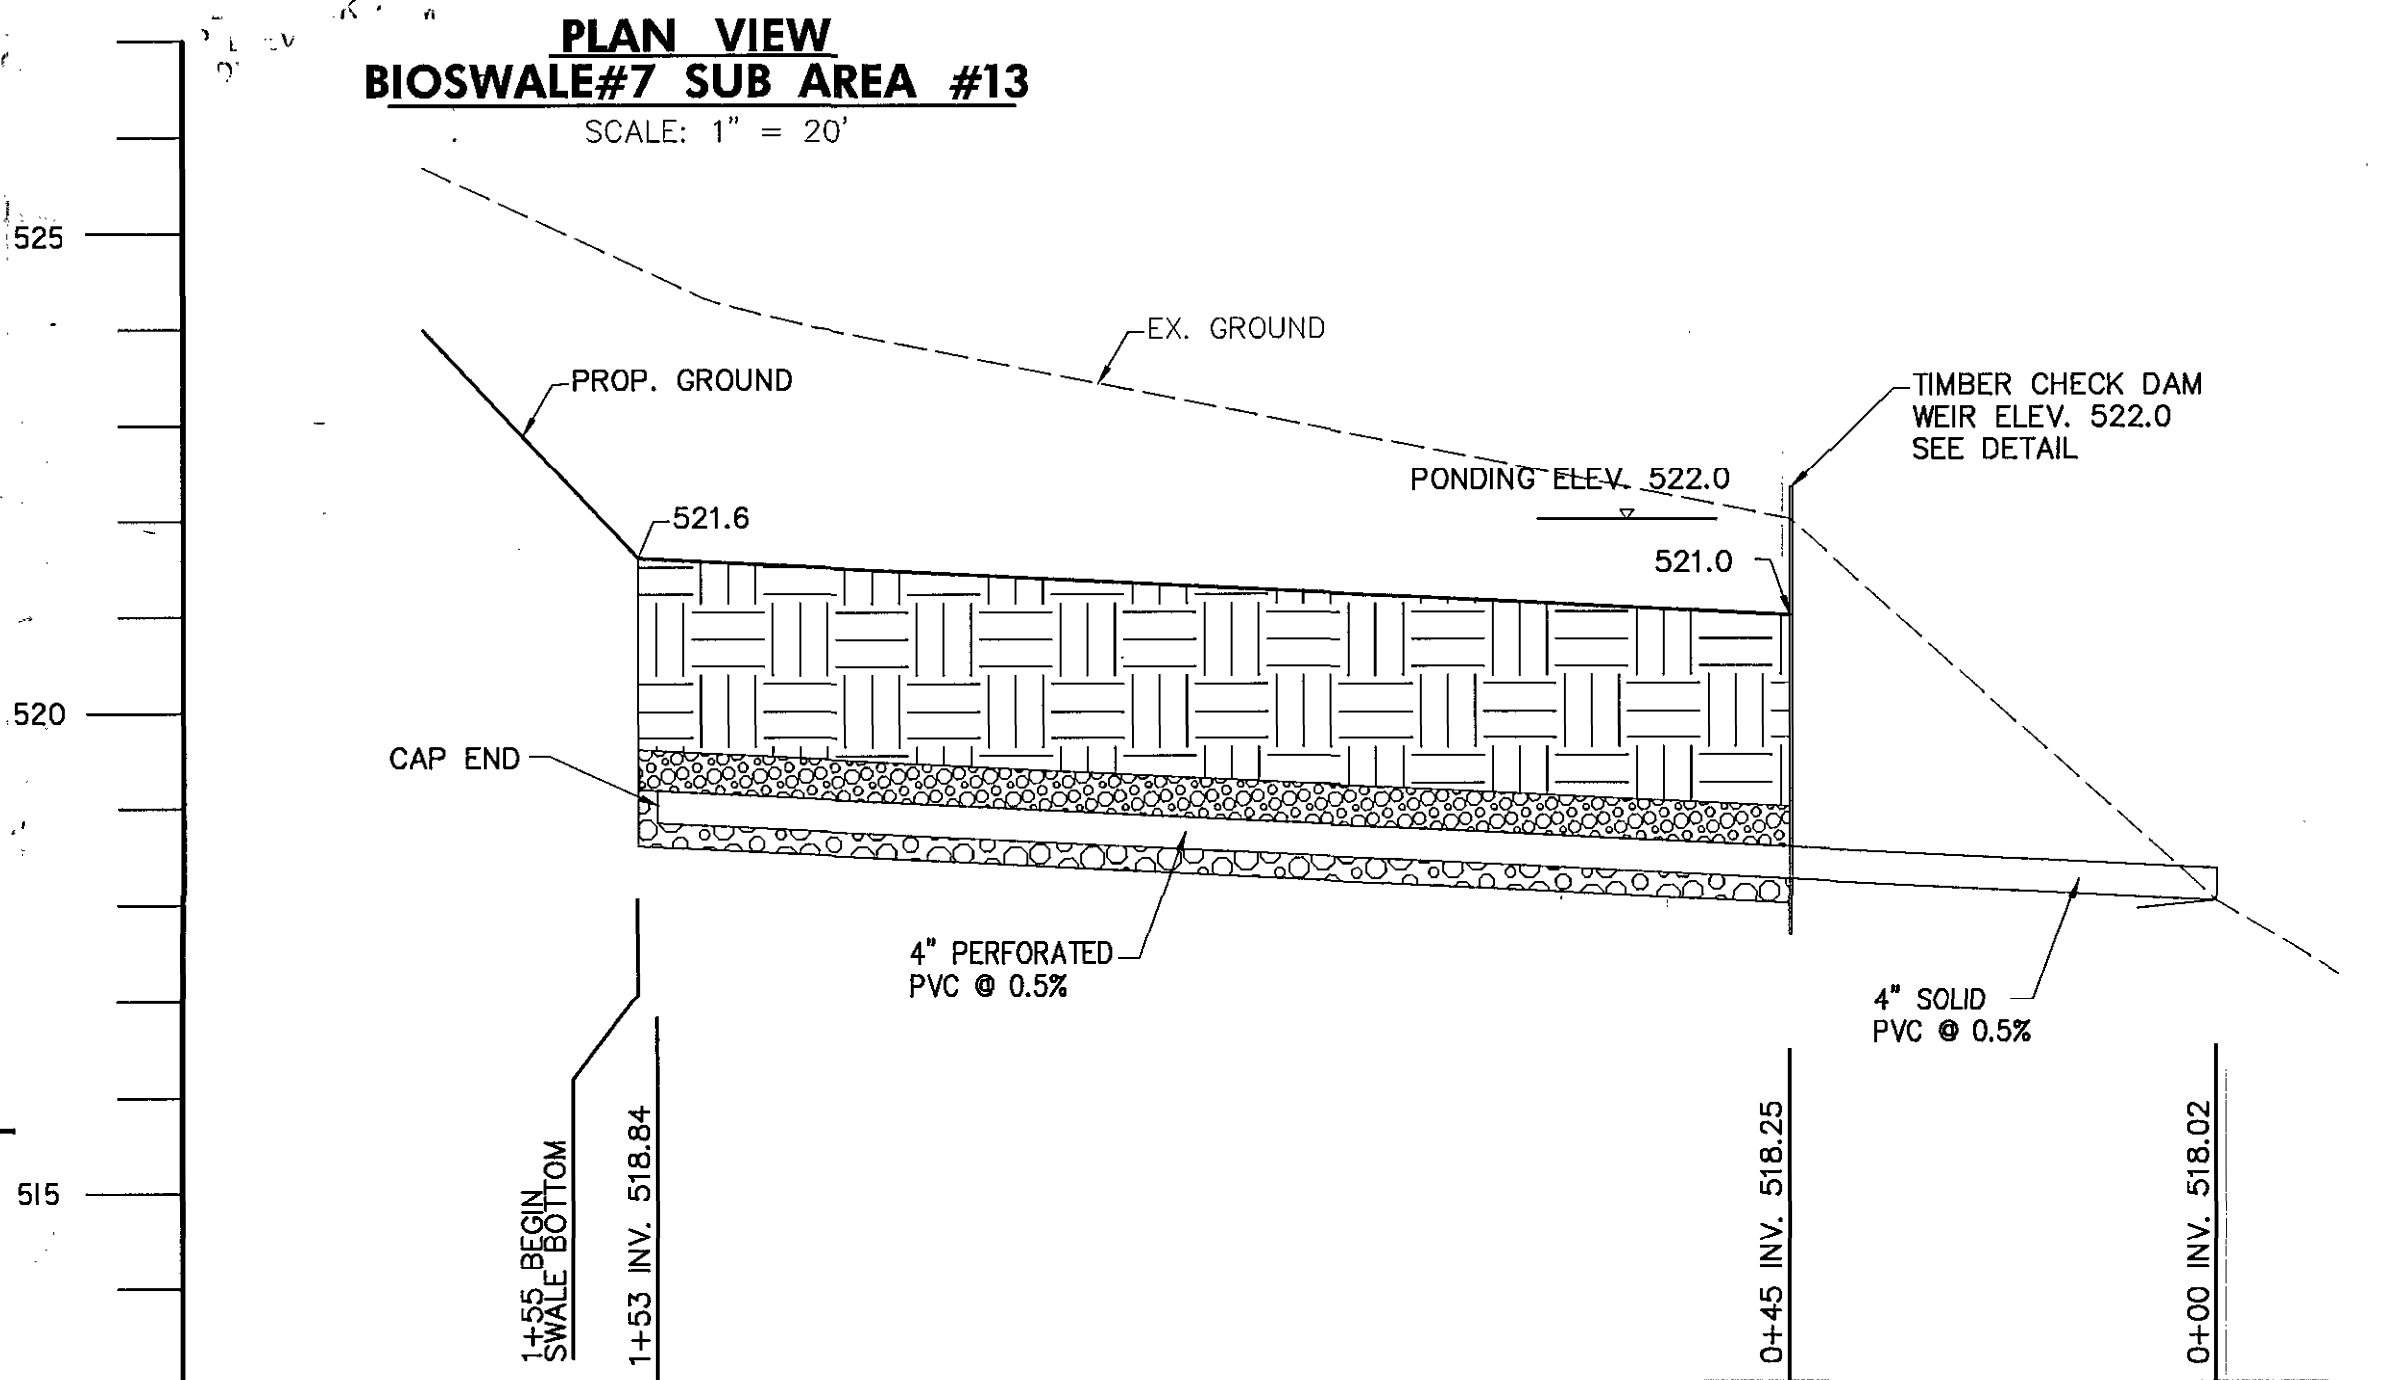 PLAN VIEW
BIOSWALE#7 SUB AREA #13
SCALE: 1" = 20'
525
EX. GROUND
PROP. GROUND
TIMBER CHECK DAM
WEIR ELEV. 522.0
SEE DETAIL
PONDING ELEV. 522.0
521.6
521.0
520
CAP END
4" PERFORATED
PVC @ 0.5%
4" SOLID
PVC @ 0.5%
515
1+55 BEGIN
SWALE BOTTOM
1+53 INV. 518.84
0+45 INV. 518.25
0+00 INV. 518.02